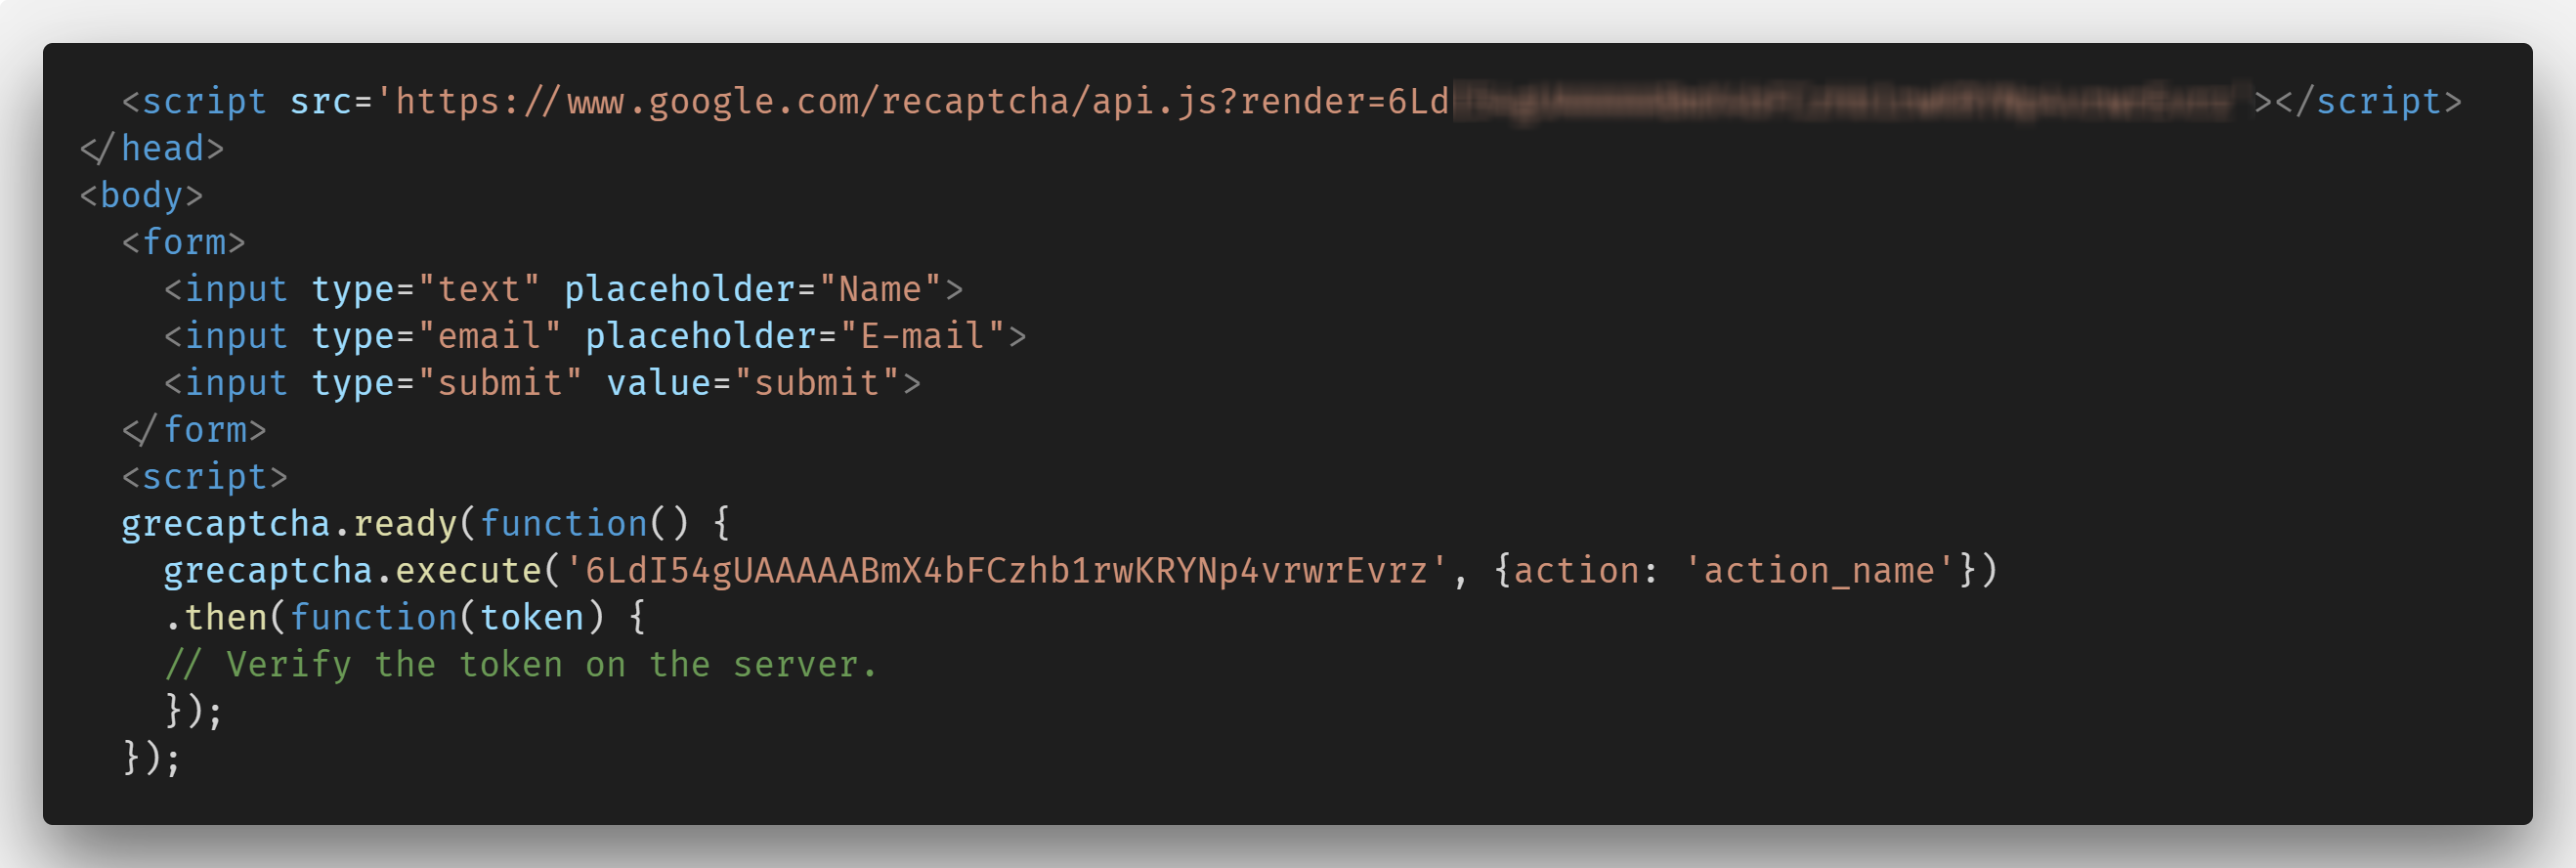 <script src='https://www.google.com/recaptcha/api.js?render=6Ld ></script>
</head>
<body>
<form>
<input type="text" placeholder="Name">
<input type="email" placeholder="E-mail">
<input type="submit" value="submit">
</form>
<script>
grecaptcha.ready(function() {
grecaptcha.execute('6LdI54gUAAAAABmX4bFCzhb1rwKRYNp4vrwrEvrz', {action: 'action_name'})
.then(function(token) {
// Verify the token on the server.
});
});